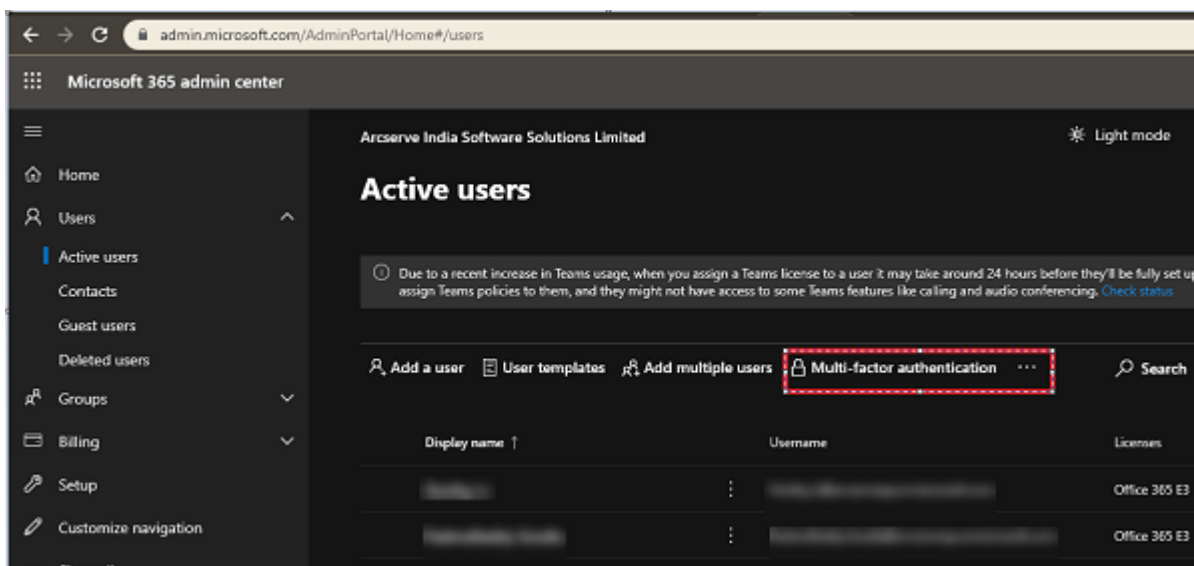 admin.microsoft.com/AdminPortal/Home#/users
Microsoft 365 admin center
Arcserve India Software Solutions Limited
Light mode
Home
Active users
Users
Active users
Contacts
Guest users
Deleted users
Groups
Billing
Setup
Customize navigation
Due to a recent increase in Teams usage, when you assign a Teams license to a user it may take around 24 hours before they'll be fully set up
assign Teams policies to them, and they might not have access to some Teams features like calling and audio conferencing. Check status
Add a user User templates Add multiple users Multi-factor authentication ... Search
Display name ↑ Username Licenses
Office 365 E3
Office 365 E3